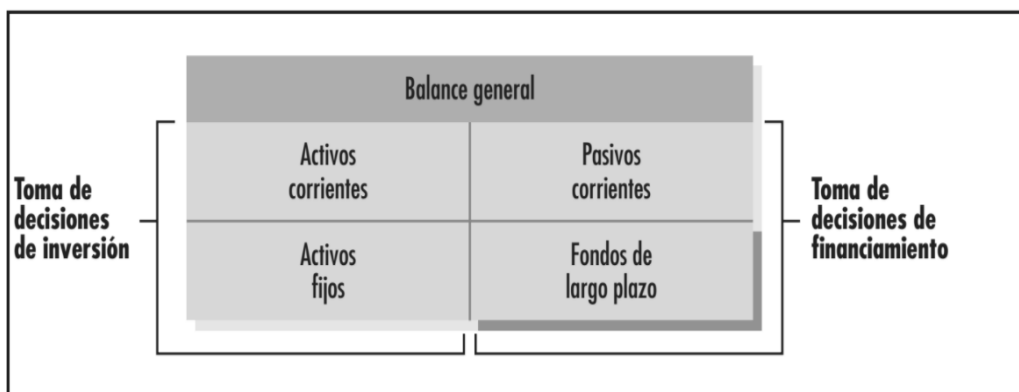 Balance general
Activos
corrientes
Pasivos
corrientes
Toma de
decisiones
de inversión
Toma de
decisiones de
financiamiento
Activos
fijos
Fondos de
largo plazo